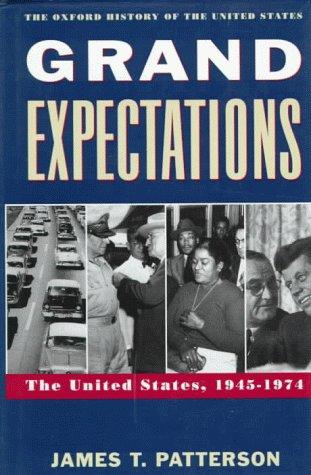 THE OXFORD HISTORY OF THE UNITED STATES
GRAND
EXPECTATIONS
The United States, 1945-1974
JAMES T. PATTERSON